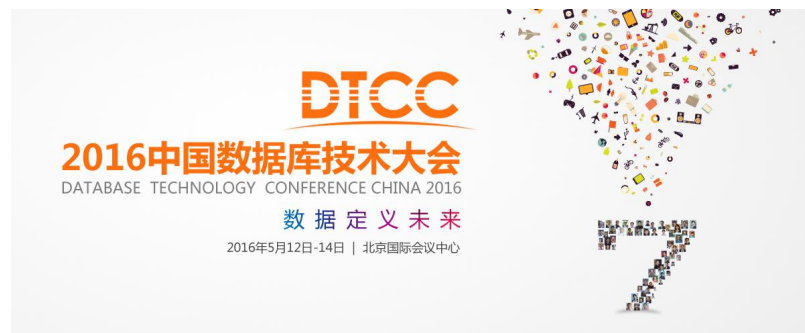 DTCC
2016中国数据库技术大会
DATABASE TECHNOLOGY CONFERENCE CHINA 2016
数据定义未来
2016年5月12日-14日 | 北京国际会议中心
7